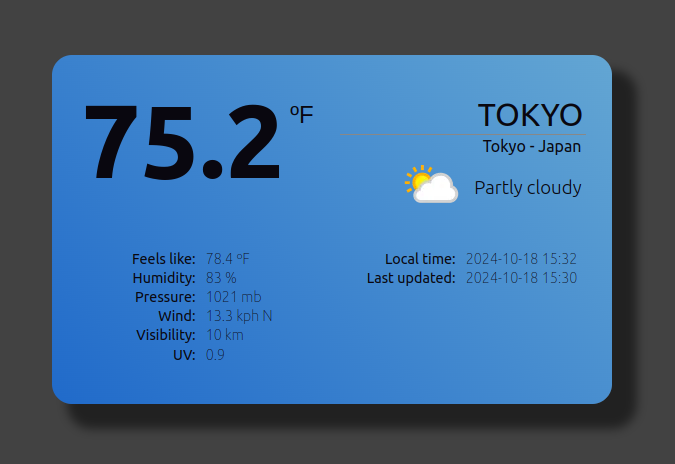 75.2 ºF
TOKYO
Tokyo - Japan
Partly cloudy
Feels like: 78.4 ºF
Humidity: 83 %
Pressure: 1021 mb
Wind: 13.3 kph N
Visibility: 10 km
UV: 0.9
Local time: 2024-10-18 15:32
Last updated: 2024-10-18 15:30